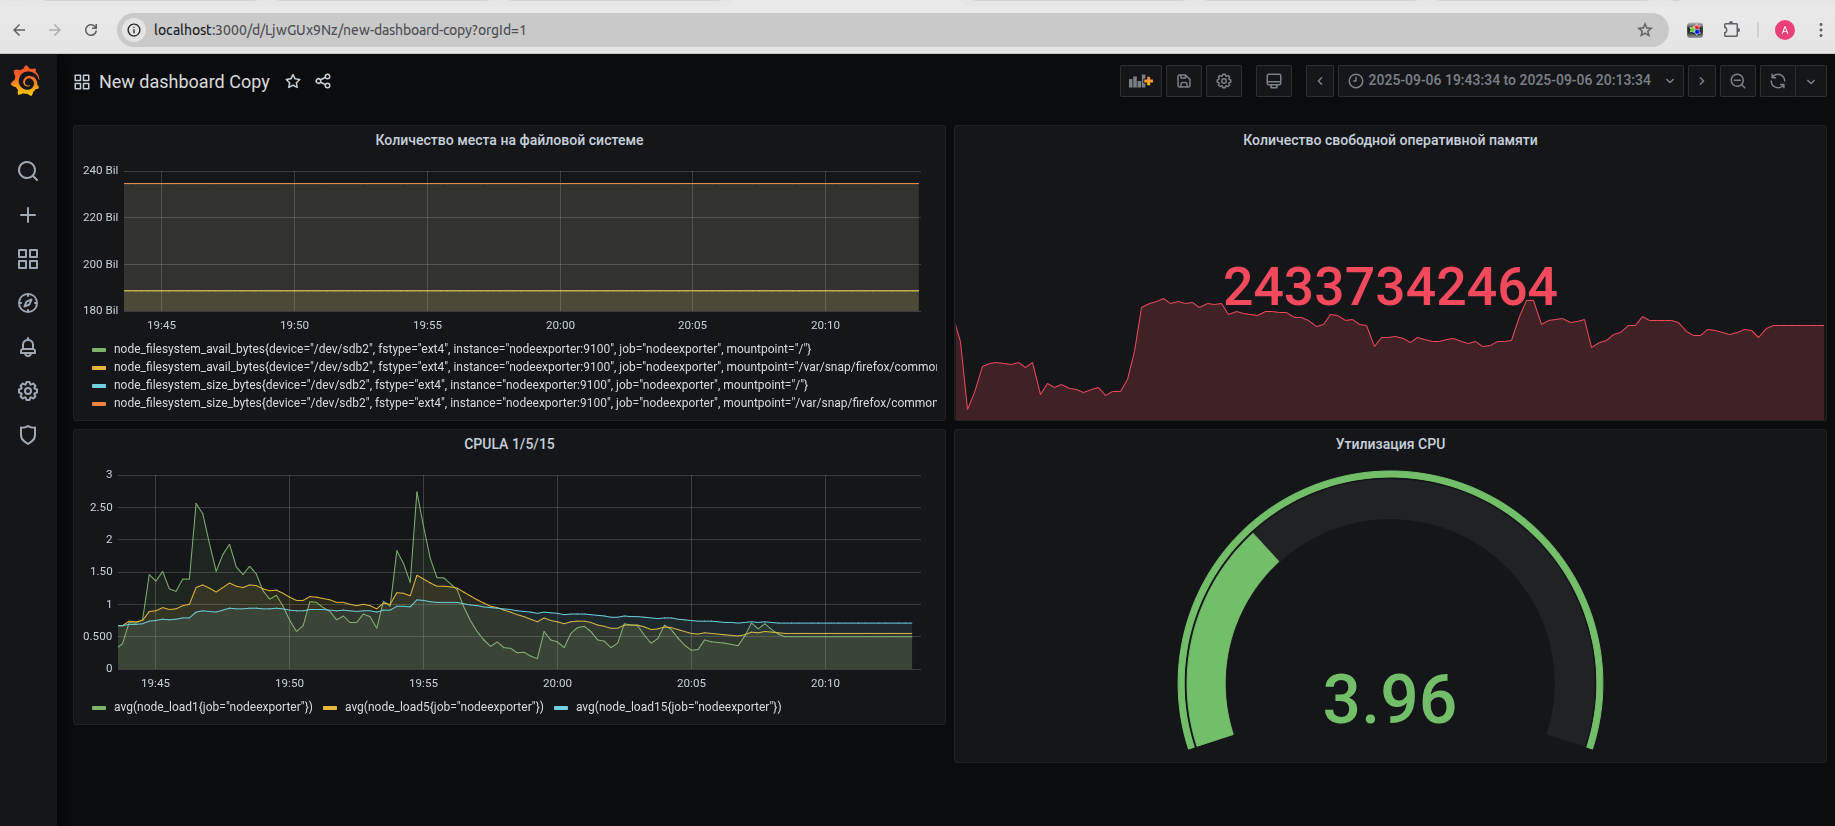 localhost:3000/d/LjwGUx9Nz/new-dashboard-copy?orgId=1
A
New dashboard Copy
2025-09-06 19:43:34 to 2025-09-06 20:13:34
Количество места на файловой системе
240 Bil
220 Bil
200 Bil
180 Bil
19:45 19:50 19:55 20:00 20:05 20:10
node_filesystem_avail_bytes{device="/dev/sdb2", fstype="ext4", instance="nodeexporter:9100", job="nodeexporter", mountpoint="/"}
node_filesystem_avail_bytes{device="/dev/sdb2", fstype="ext4", instance="nodeexporter:9100", job="nodeexporter", mountpoint="/var/snap/firefox/common
node_filesystem_size_bytes{device="/dev/sdb2", fstype="ext4", instance="nodeexporter:9100", job="nodeexporter", mountpoint="/"}
node_filesystem_size_bytes{device="/dev/sdb2", fstype="ext4", instance="nodeexporter:9100", job="nodeexporter", mountpoint="/var/snap/firefox/common
Количество свободной оперативной памяти
24337342464
CPULA 1/5/15
3
2.50
2
1.50
1
0.500
0
19:45 19:50 19:55 20:00 20:05 20:10
avg(node_load1{job="nodeexporter"}) avg(node_load5{job="nodeexporter"}) avg(node_load15{job="nodeexporter"})
Утилизация CPU
3.96